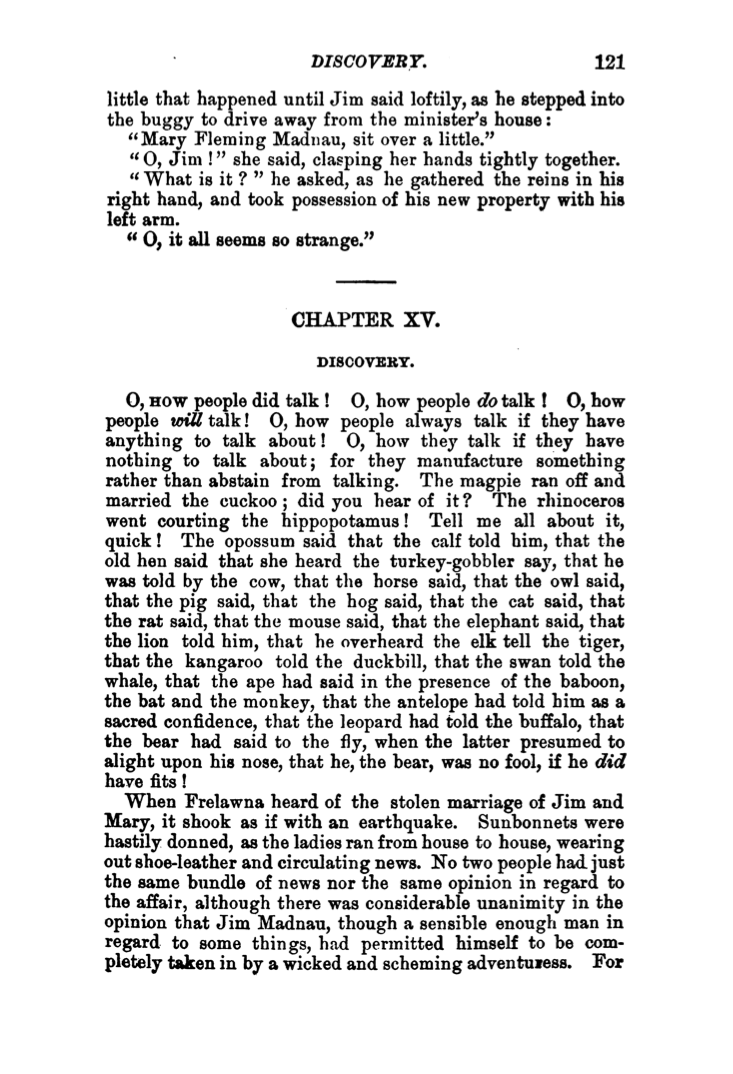 DISCOVERY. 121
little that happened until Jim said loftily, as he stepped into
the buggy to drive away from the minister's house:
"Mary Fleming Madnau, sit over a little."
"O, Jim!" she said, clasping her hands tightly together.
"What is it?" he asked, as he gathered the reins in his
right hand, and took possession of his new property with his
left arm.
"O, it all seems so strange."
CHAPTER XV.
DISCOVERY.
O, HOW people did talk! O, how people do talk! O, how
people will talk! O, how people always talk if they have
anything to talk about! O, how they talk if they have
nothing to talk about; for they manufacture something
rather than abstain from talking. The magpie ran off and
married the cuckoo; did you hear of it? The rhinoceros
went courting the hippopotamus! Tell me all about it,
quick! The opossum said that the calf told him, that the
old hen said that she heard the turkey-gobbler say, that he
was told by the cow, that the horse said, that the owl said,
that the pig said, that the hog said, that the cat said, that
the rat said, that the mouse said, that the elephant said, that
the lion told him, that he overheard the elk tell the tiger,
that the kangaroo told the duckbill, that the swan told the
whale, that the ape had said in the presence of the baboon,
the bat and the monkey, that the antelope had told him as a
sacred confidence, that the leopard had told the buffalo, that
the bear had said to the fly, when the latter presumed to
alight upon his nose, that he, the bear, was no fool, if he did
have fits!
When Frelawna heard of the stolen marriage of Jim and
Mary, it shook as if with an earthquake. Sunbonnets were
hastily donned, as the ladies ran from house to house, wearing
out shoe-leather and circulating news. No two people had just
the same bundle of news nor the same opinion in regard to
the affair, although there was considerable unanimity in the
opinion that Jim Madnau, though a sensible enough man in
regard to some things, had permitted himself to be com-
pletely taken in by a wicked and scheming adventuress. For